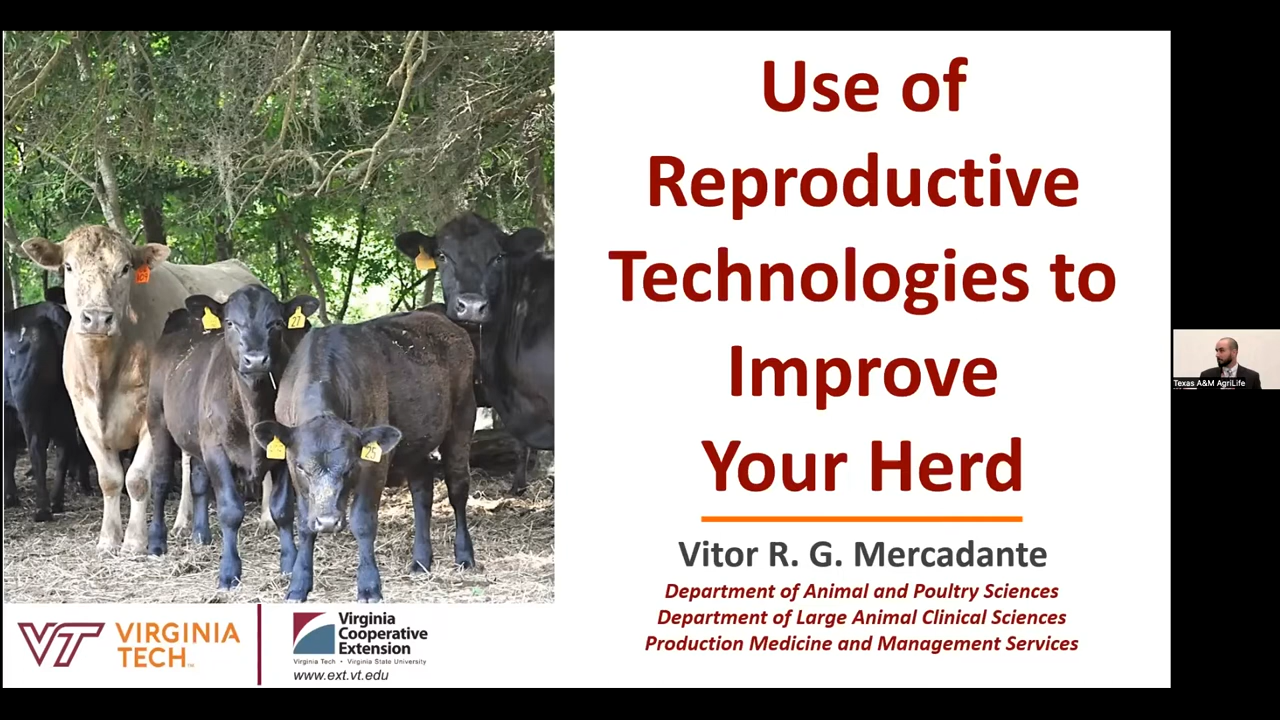 Use of
Reproductive
Technologies to
Improve
Your Herd
Vitor R. G. Mercadante
Department of Animal and Poultry Sciences
Department of Large Animal Clinical Sciences
Production Medicine and Management Services
VT VIRGINIA
TECH
Virginia
Cooperative
Extension
Virginia Tech • Virginia State University
www.ext.vt.edu
Texas A&M AgriLife
27
25